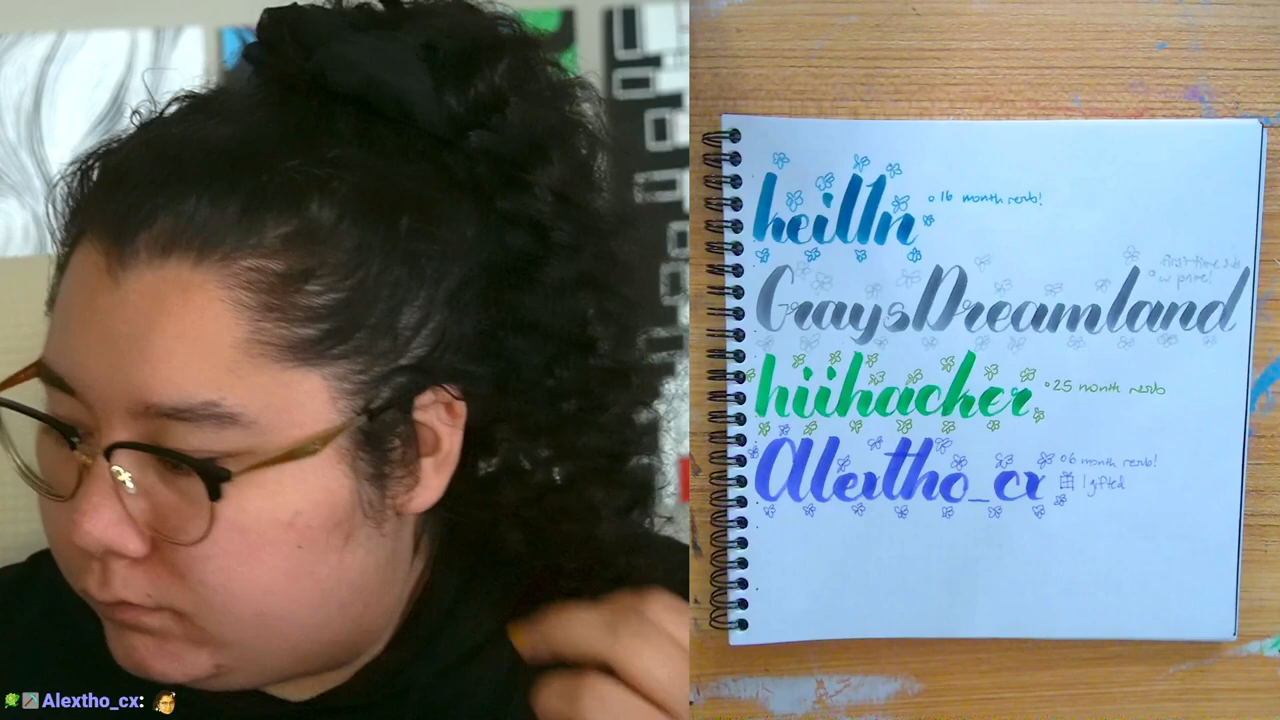 keilln
16 month resub!
GraysDreamland
first time sub
w prime!
hiihacker
25 month resub
Alextho_cx
6 month resub!
1 gifted
Alextho_cx: